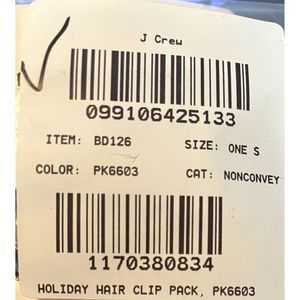 J Crew
099106425133
ITEM: BD126 SIZE: ONE S
COLOR: PK6603 CAT: NONCONVEY
1170380834
HOLIDAY HAIR CLIP PACK, PK6603